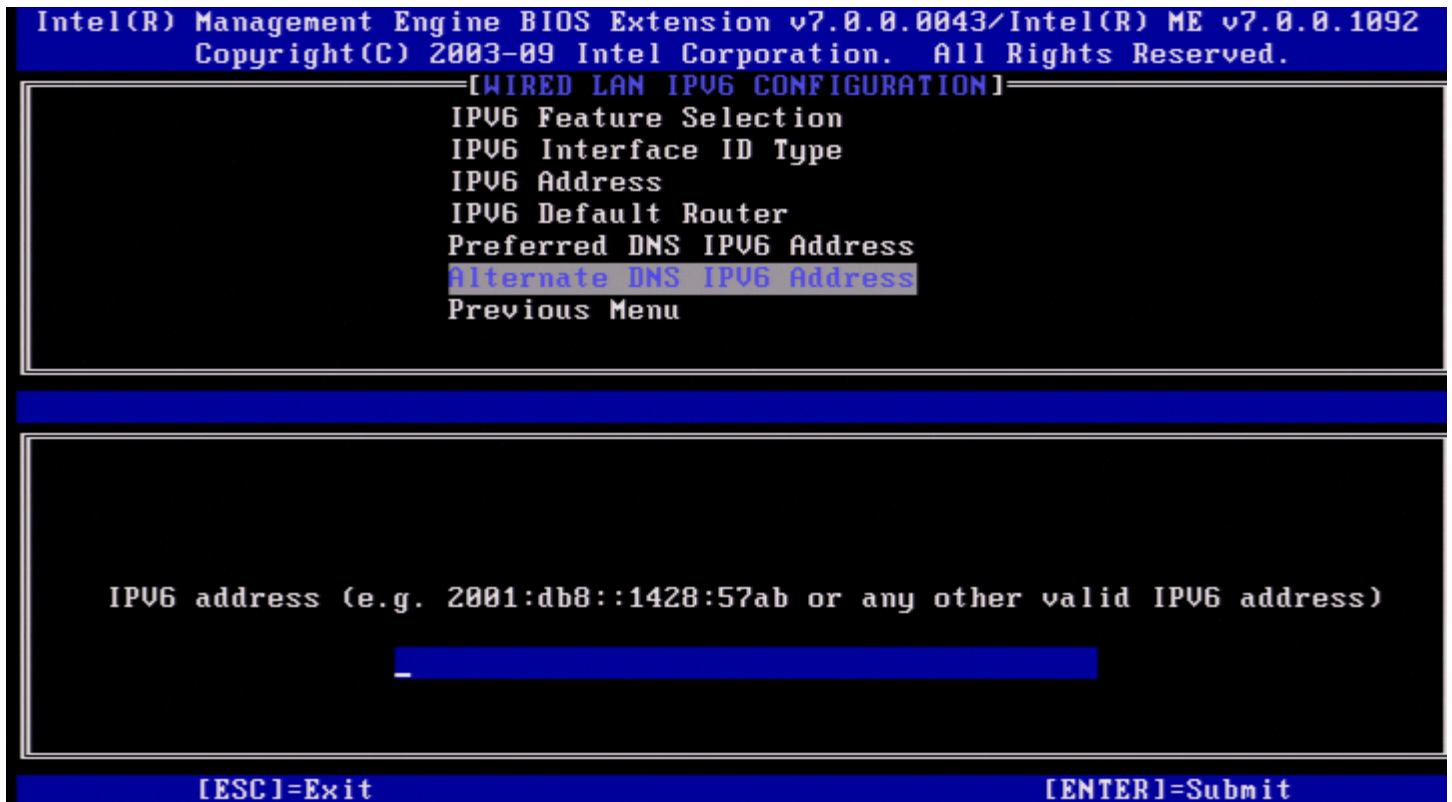 Intel(R) Management Engine BIOS Extension v7.0.0.0043/Intel(R) ME v7.0.0.1092
Copyright(C) 2003-09 Intel Corporation. All Rights Reserved.
[WIRED LAN IPV6 CONFIGURATION]
IPV6 Feature Selection
IPV6 Interface ID Type
IPV6 Address
IPV6 Default Router
Preferred DNS IPV6 Address
Alternate DNS IPV6 Address
Previous Menu
IPV6 address (e.g. 2001:db8::1428:57ab or any other valid IPV6 address)
[ESC]=Exit
[ENTER]=Submit